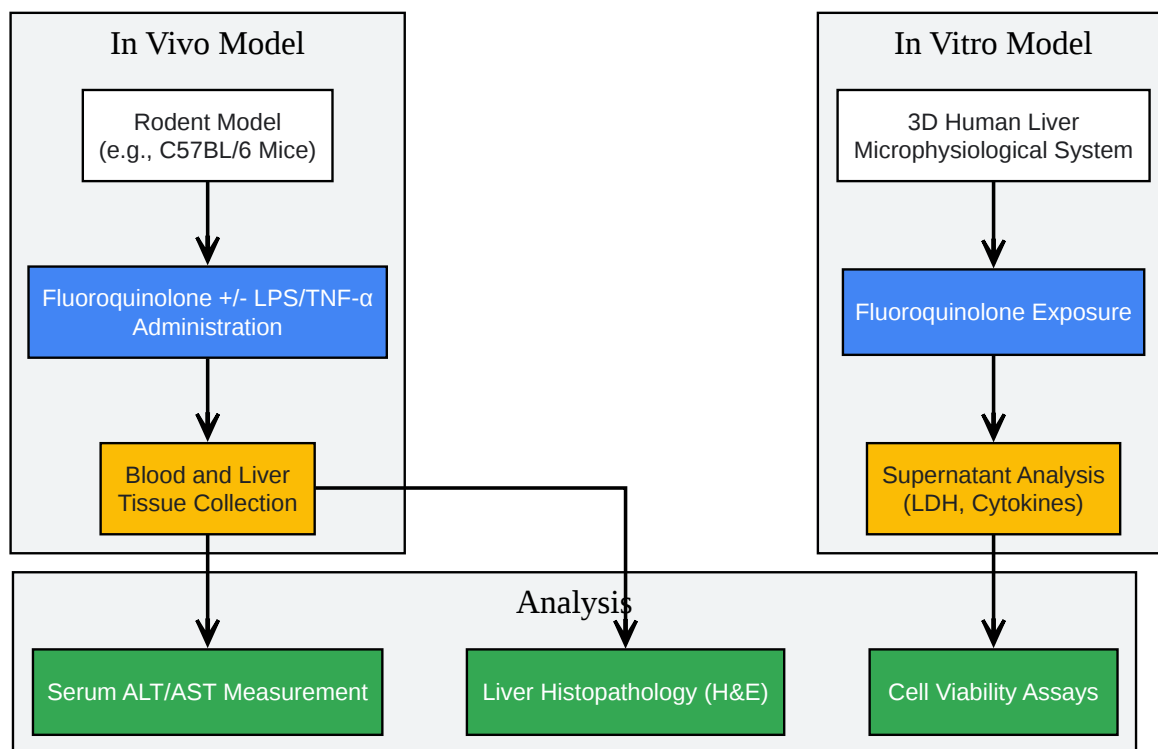 In Vivo Model
Rodent Model
(e.g., C57BL/6 Mice)
Fluoroquinolone +/- LPS/TNF-α
Administration
Blood and Liver
Tissue Collection
In Vitro Model
3D Human Liver
Microphysiological System
Fluoroquinolone Exposure
Supernatant Analysis
(LDH, Cytokines)
Analysis
Serum ALT/AST Measurement
Liver Histopathology (H&E)
Cell Viability Assays